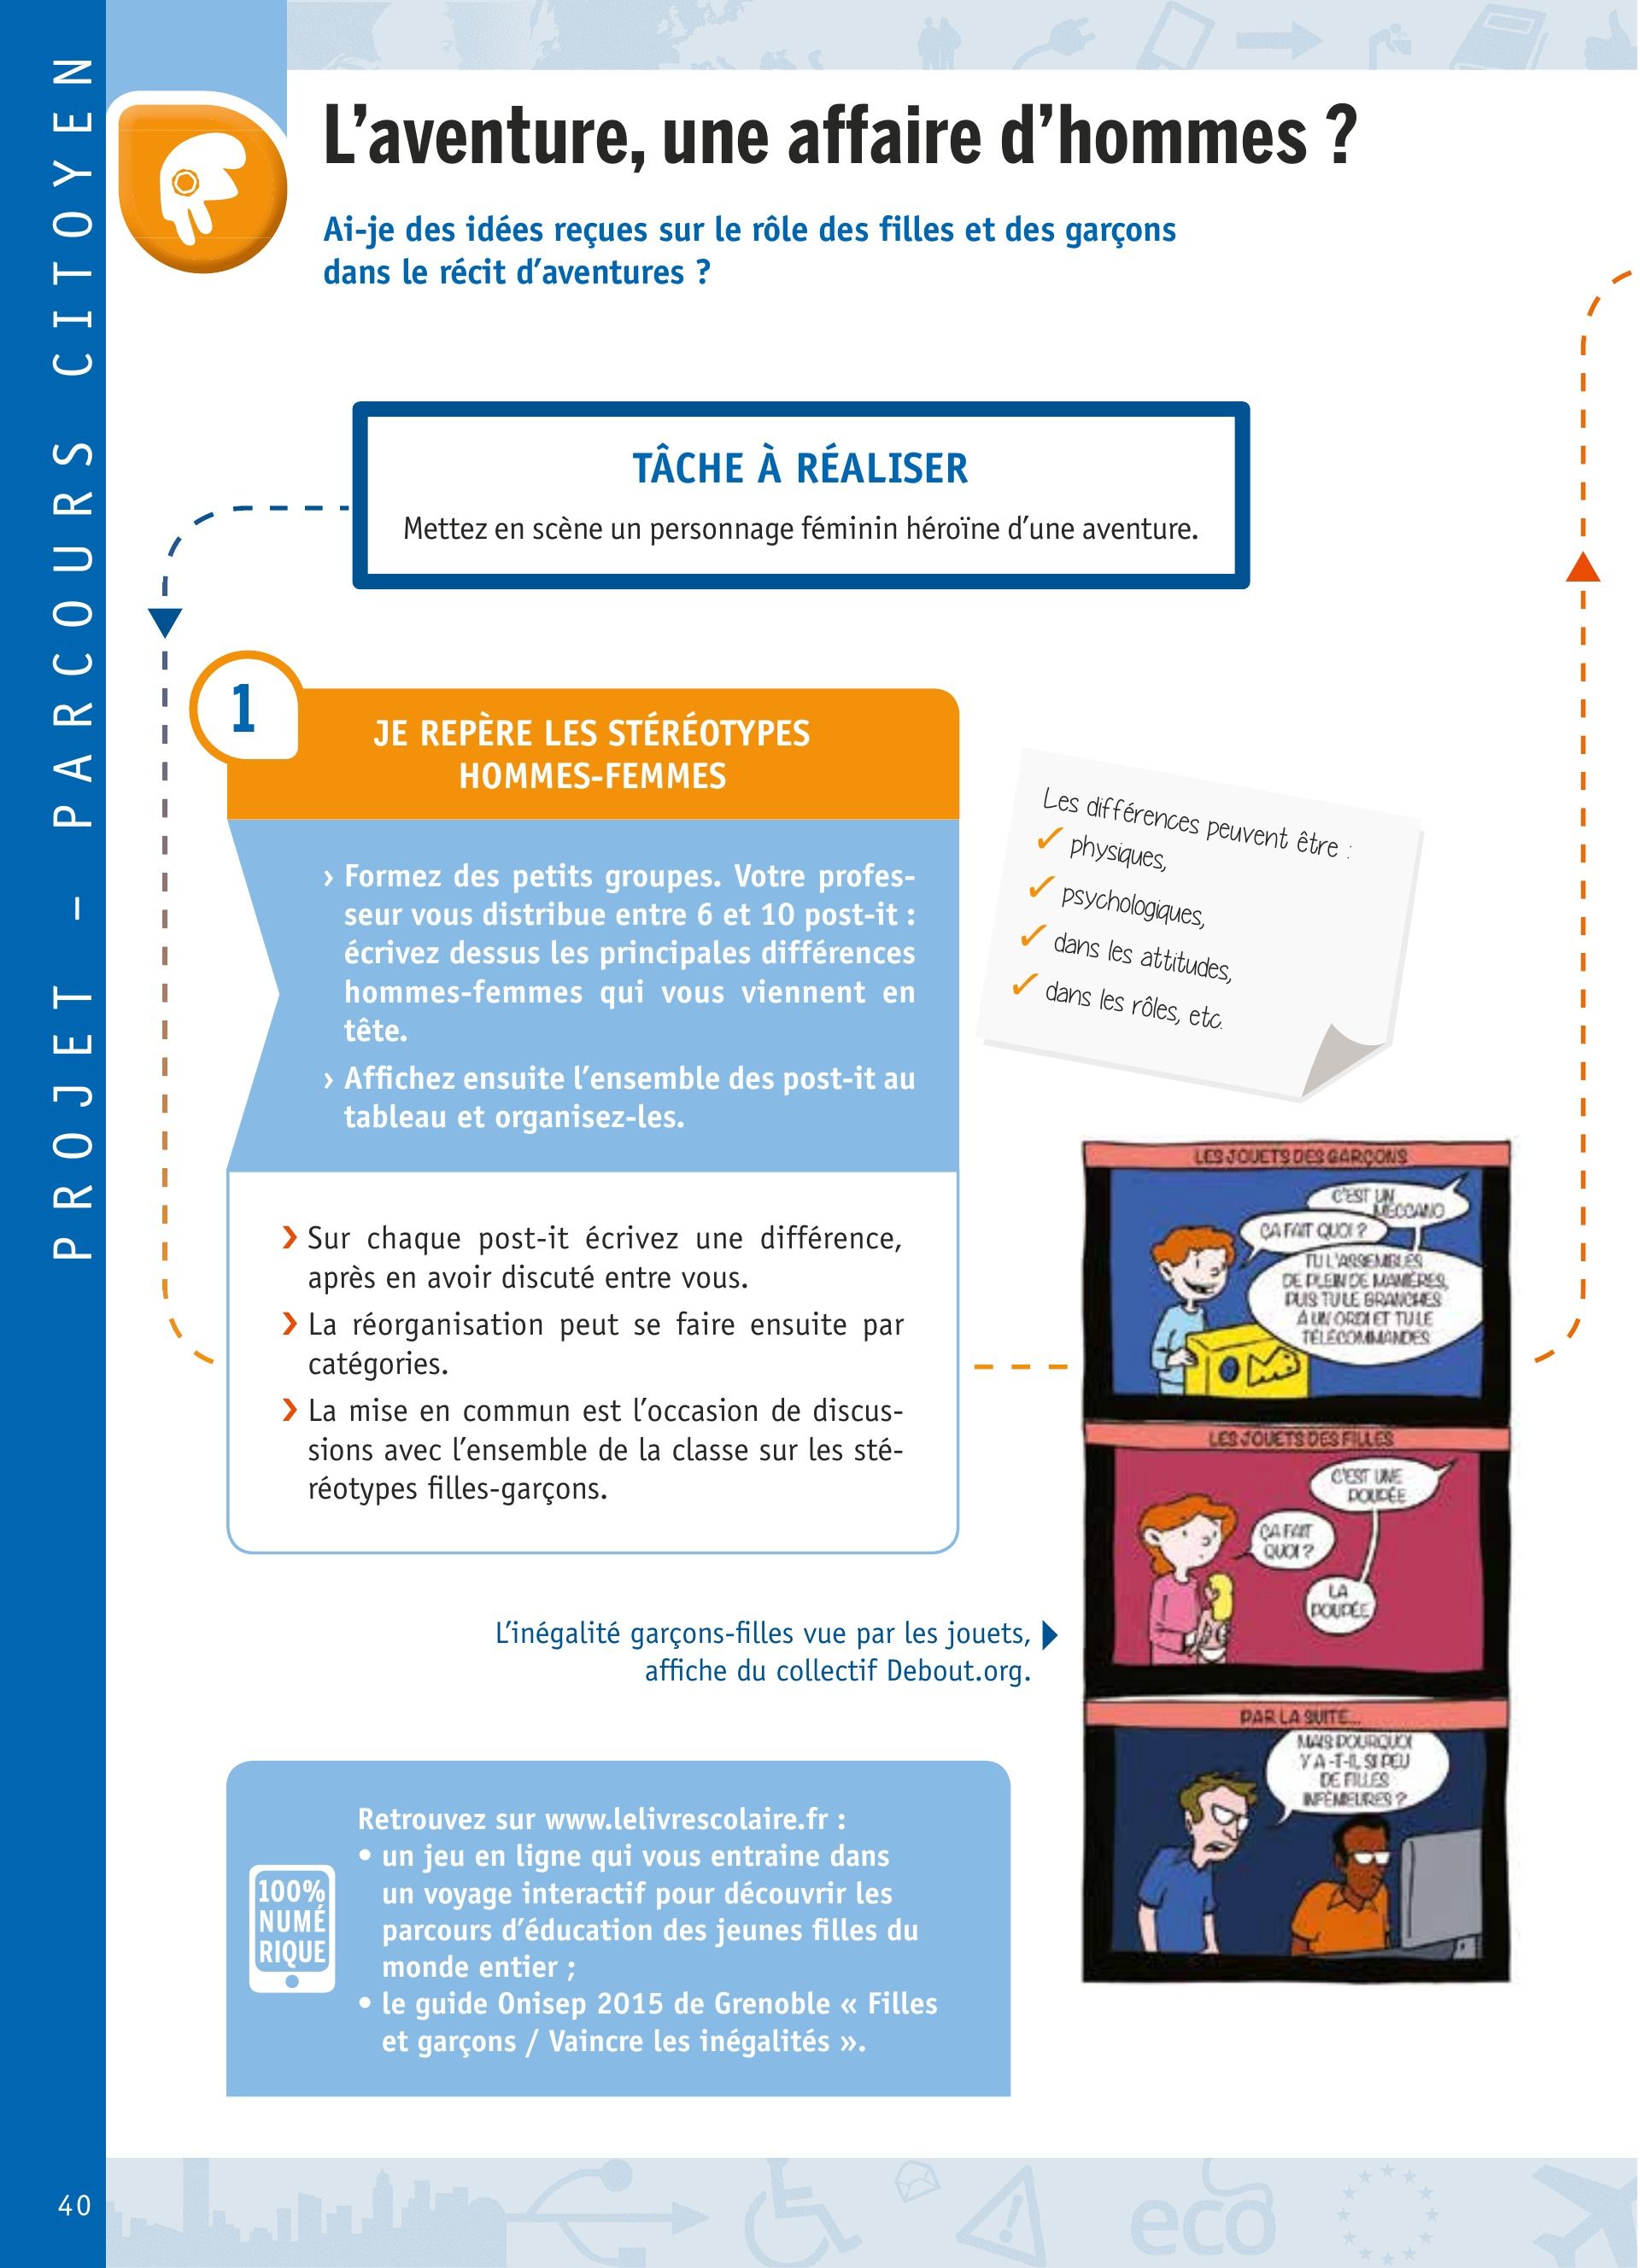 PROJET – PARCOURS CITOYEN
L’aventure, une affaire d’hommes ?
Ai-je des idées reçues sur le rôle des filles et des garçons
dans le récit d’aventures ?
TÂCHE À RÉALISER
Mettez en scène un personnage féminin héroïne d’une aventure.
1
JE REPÈRE LES STÉRÉOTYPES
HOMMES-FEMMES
› Formez des petits groupes. Votre profes-
seur vous distribue entre 6 et 10 post-it :
écrivez dessus les principales différences
hommes-femmes qui vous viennent en
tête.
› Affichez ensuite l’ensemble des post-it au
tableau et organisez-les.
Les différences peuvent être :
✓ physiques,
✓ psychologiques,
✓ dans les attitudes,
✓ dans les rôles, etc.
› Sur chaque post-it écrivez une différence,
après en avoir discuté entre vous.
› La réorganisation peut se faire ensuite par
catégories.
› La mise en commun est l’occasion de discus-
sions avec l’ensemble de la classe sur les sté-
réotypes filles-garçons.
LES JOUETS DES GARÇONS
C'EST UN
MECCANO
ÇA FAIT QUOI ?
TU L'ASSEMBLES
DE PLEIN DE MANIÈRES,
PUIS TU LE BRANCHES
À UN ORDI ET TU LE
TÉLÉCOMMANDES
LES JOUETS DES FILLES
C'EST UNE
POUPÉE
ÇA FAIT
QUOI ?
LA
POUPÉE
PAR LA SUITE...
MAIS POURQUOI
Y A-T-IL SI PEU
DE FILLES
INGÉNIEURES ?
L’inégalité garçons-filles vue par les jouets,
affiche du collectif Debout.org.
100%
NUMÉ
RIQUE
Retrouvez sur www.lelivrescolaire.fr :
• un jeu en ligne qui vous entraine dans
un voyage interactif pour découvrir les
parcours d’éducation des jeunes filles du
monde entier ;
• le guide Onisep 2015 de Grenoble « Filles
et garçons / Vaincre les inégalités ».
40
eco